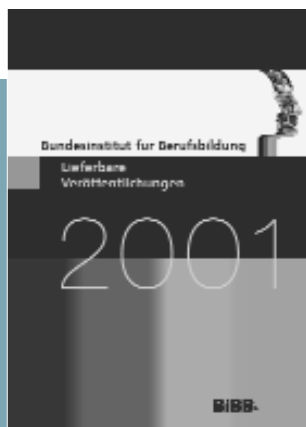 Bundesinstitut für Berufsbildung
Lieferbare
Veröffentlichungen
2001
BiBB.